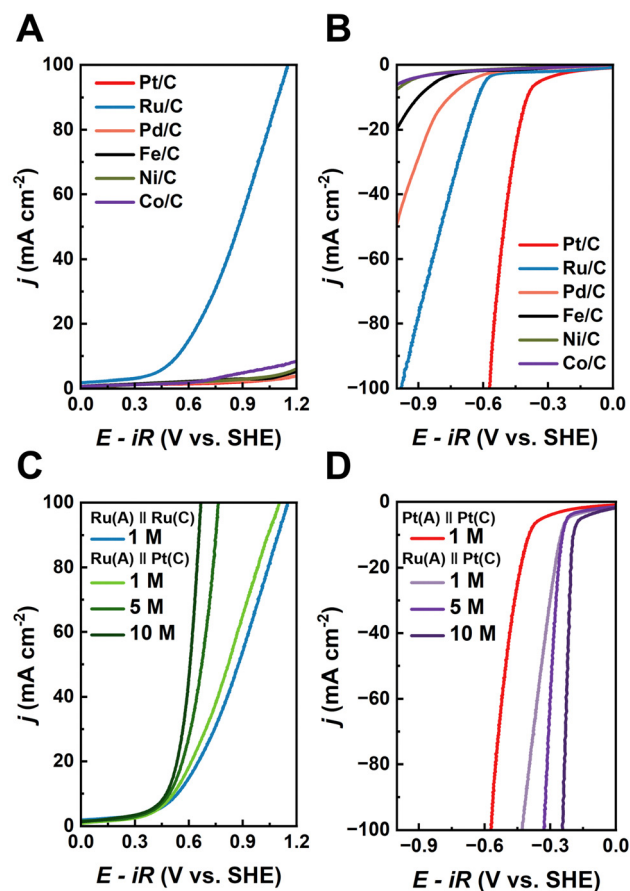 A
100
80
60
40
20
0
j (mA cm⁻²)
Pt/C
Ru/C
Pd/C
Fe/C
Ni/C
Co/C
0.0 0.3 0.6 0.9 1.2
E - iR (V vs. SHE)
B
0
−20
−40
−60
−80
−100
j (mA cm⁻²)
Pt/C
Ru/C
Pd/C
Fe/C
Ni/C
Co/C
−0.9 −0.6 −0.3 0.0
E - iR (V vs. SHE)
C
100
80
60
40
20
0
j (mA cm⁻²)
Ru(A) || Ru(C)
1 M
Ru(A) || Pt(C)
1 M
5 M
10 M
0.0 0.3 0.6 0.9 1.2
E - iR (V vs. SHE)
D
0
−20
−40
−60
−80
−100
j (mA cm⁻²)
Pt(A) || Pt(C)
1 M
Ru(A) || Pt(C)
1 M
5 M
10 M
−0.9 −0.6 −0.3 0.0
E - iR (V vs. SHE)